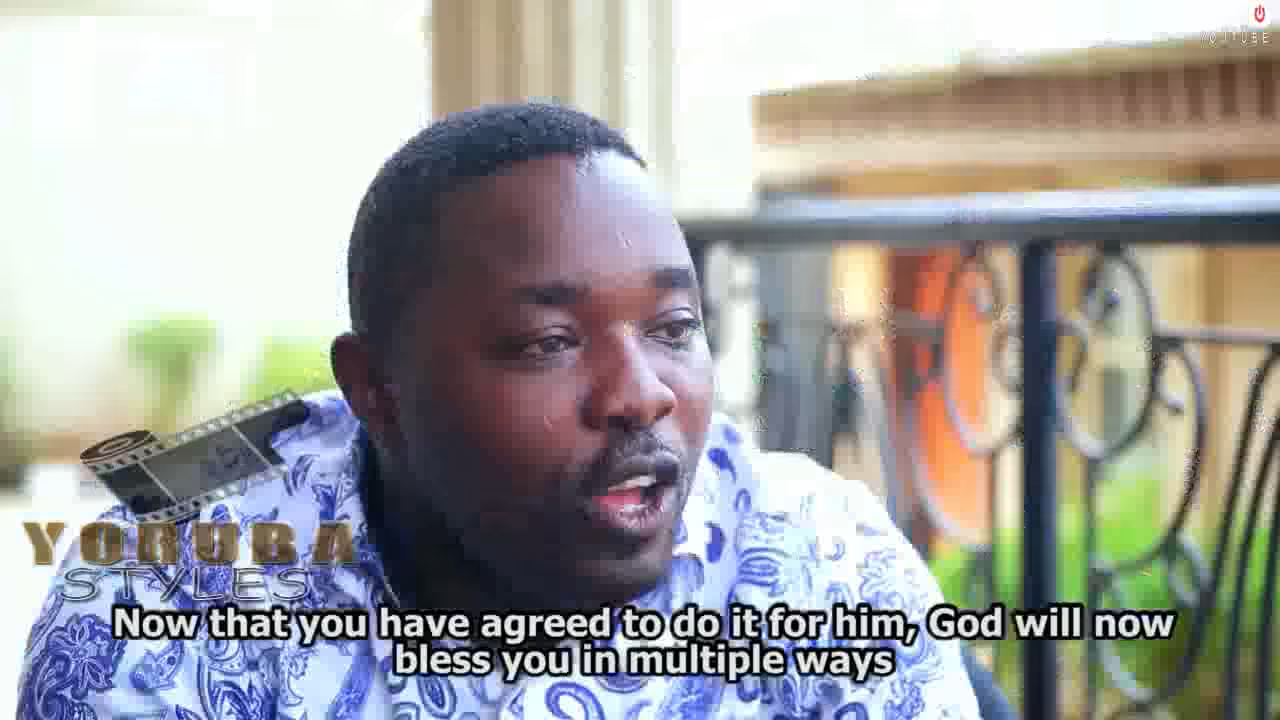 YOUTUBE
YORUBA
STYLES
Now that you have agreed to do it for him, God will now
bless you in multiple ways